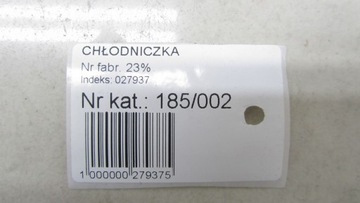 CHŁODNICZKA
Nr fabr. 23%
Indeks: 027937
Nr kat.: 185/002
1 000000 279375